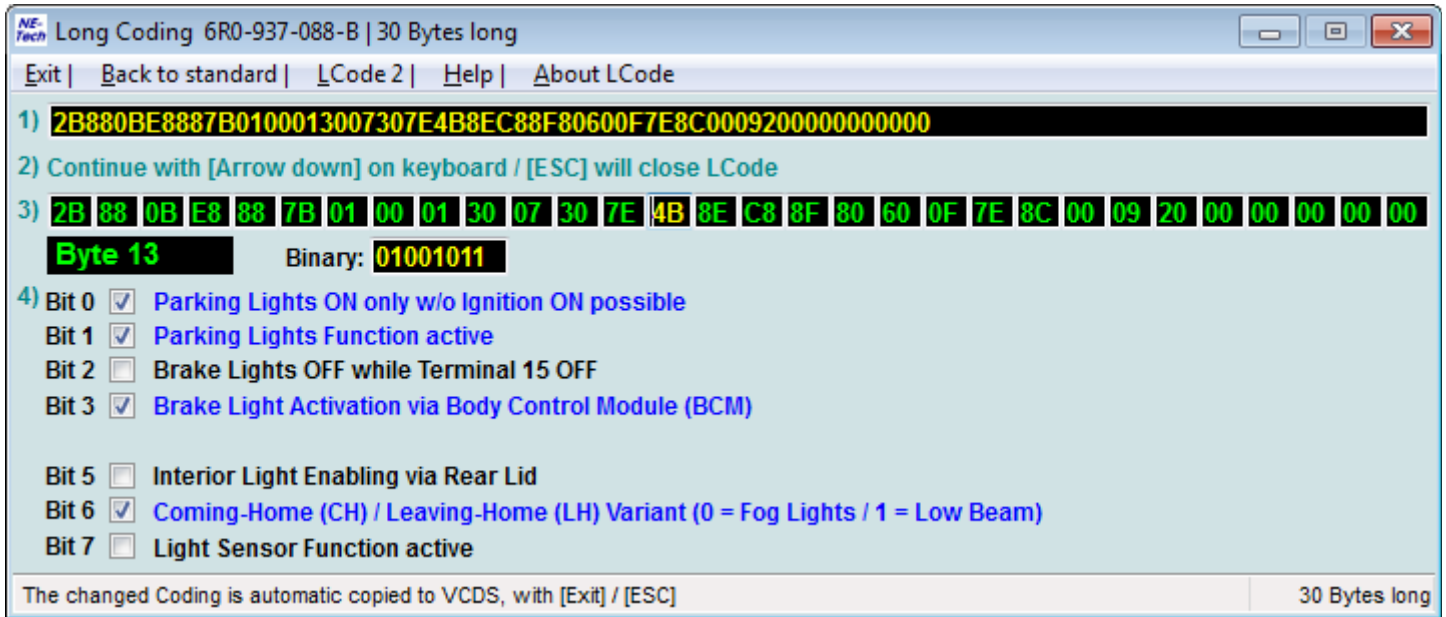 NE-Tech Long Coding 6R0-937-088-B | 30 Bytes long
Exit | Back to standard | LCode 2 | Help | About LCode
1) 2B880BE8887B0100013007307E4B8EC88F80600F7E8C0009200000000000
2) Continue with [Arrow down] on keyboard / [ESC] will close LCode
3) 2B 88 0B E8 88 7B 01 00 01 30 07 30 7E 4B 8E C8 8F 80 60 0F 7E 8C 00 09 20 00 00 00 00 00
Byte 13 Binary: 01001011
4) Bit 0 Parking Lights ON only w/o Ignition ON possible
Bit 1 Parking Lights Function active
Bit 2 Brake Lights OFF while Terminal 15 OFF
Bit 3 Brake Light Activation via Body Control Module (BCM)
Bit 5 Interior Light Enabling via Rear Lid
Bit 6 Coming-Home (CH) / Leaving-Home (LH) Variant (0 = Fog Lights / 1 = Low Beam)
Bit 7 Light Sensor Function active
The changed Coding is automatic copied to VCDS, with [Exit] / [ESC] 30 Bytes long